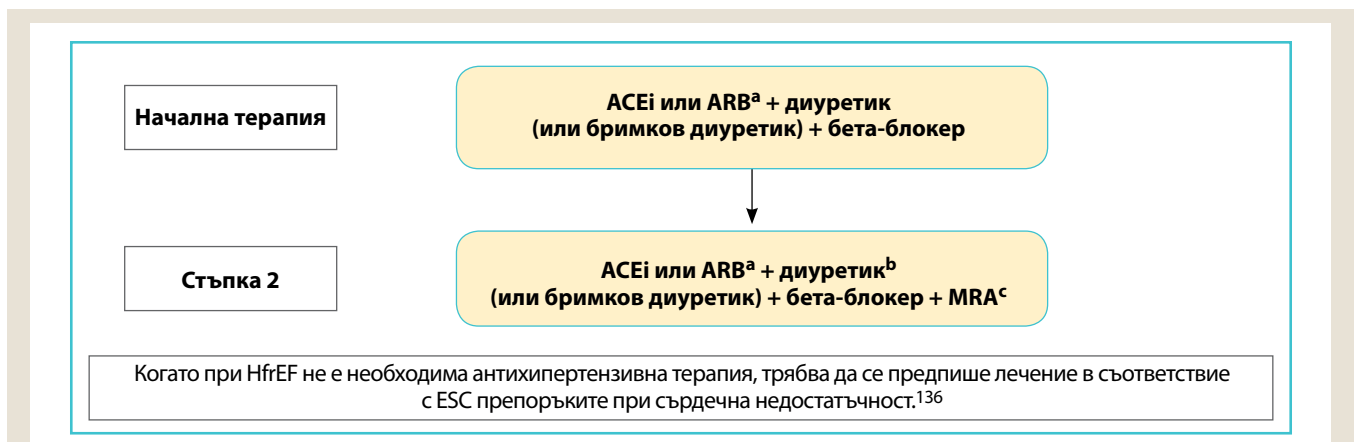 Начална терапия
ACEi или ARBᵃ + диуретик
(или бримков диуретик) + бета-блокер
Стъпка 2
ACEi или ARBᵃ + диуретикᵇ
(или бримков диуретик) + бета-блокер + MRAᶜ
Когато при HfrEF не е необходима антихипертензивна терапия, трябва да се предпише лечение в съответствие
с ESC препоръките при сърдечна недостатъчност.¹³⁶